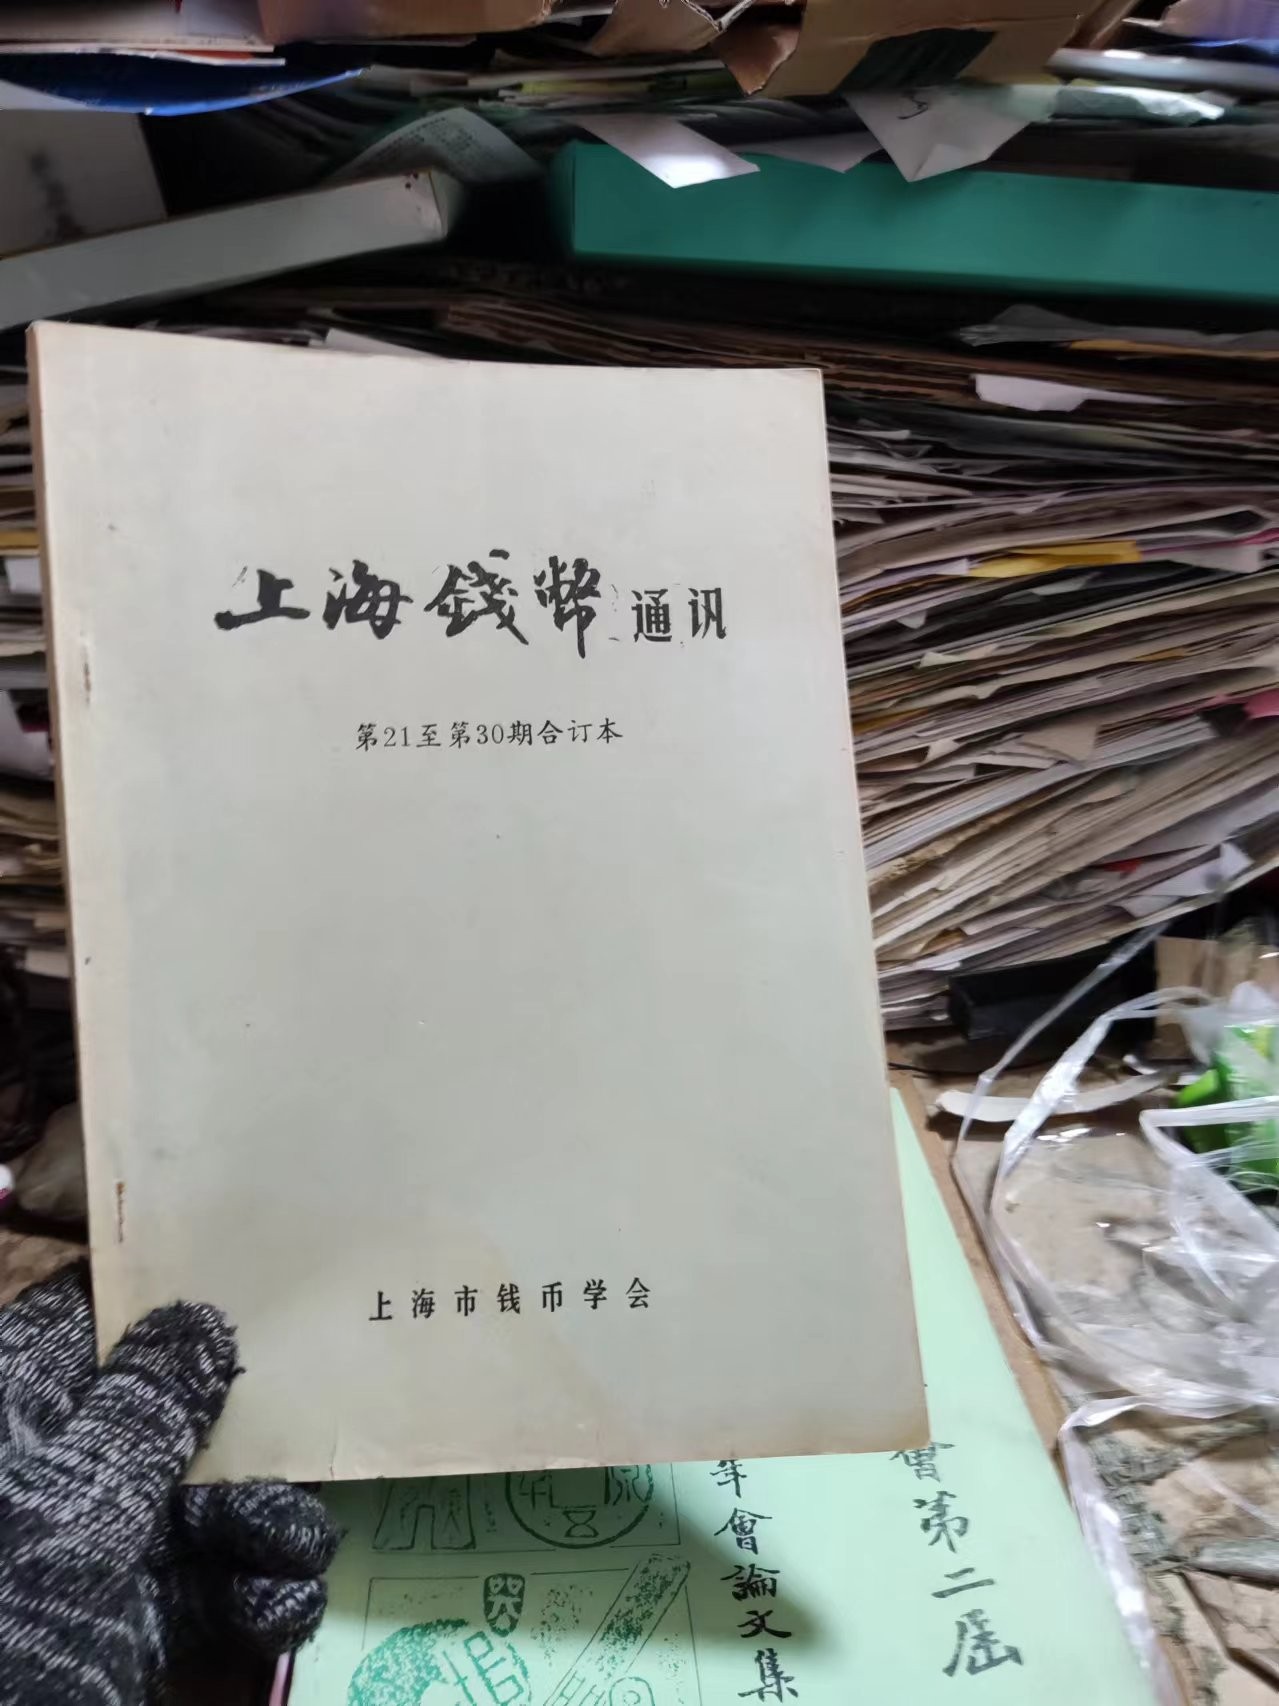 上海钱幣通讯
第21至第30期合订本
上海市钱币学会
會第二届
年會論文集